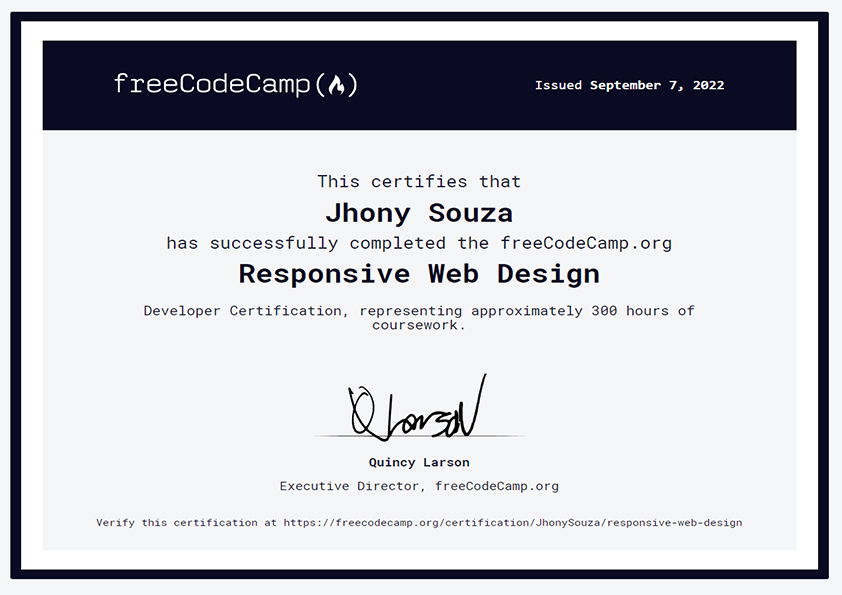 freeCodeCamp(🔥)
Issued September 7, 2022
This certifies that
Jhony Souza
has successfully completed the freeCodeCamp.org
Responsive Web Design
Developer Certification, representing approximately 300 hours of
coursework.
Q Larson
Quincy Larson
Executive Director, freeCodeCamp.org
Verify this certification at https://freecodecamp.org/certification/JhonySouza/responsive-web-design